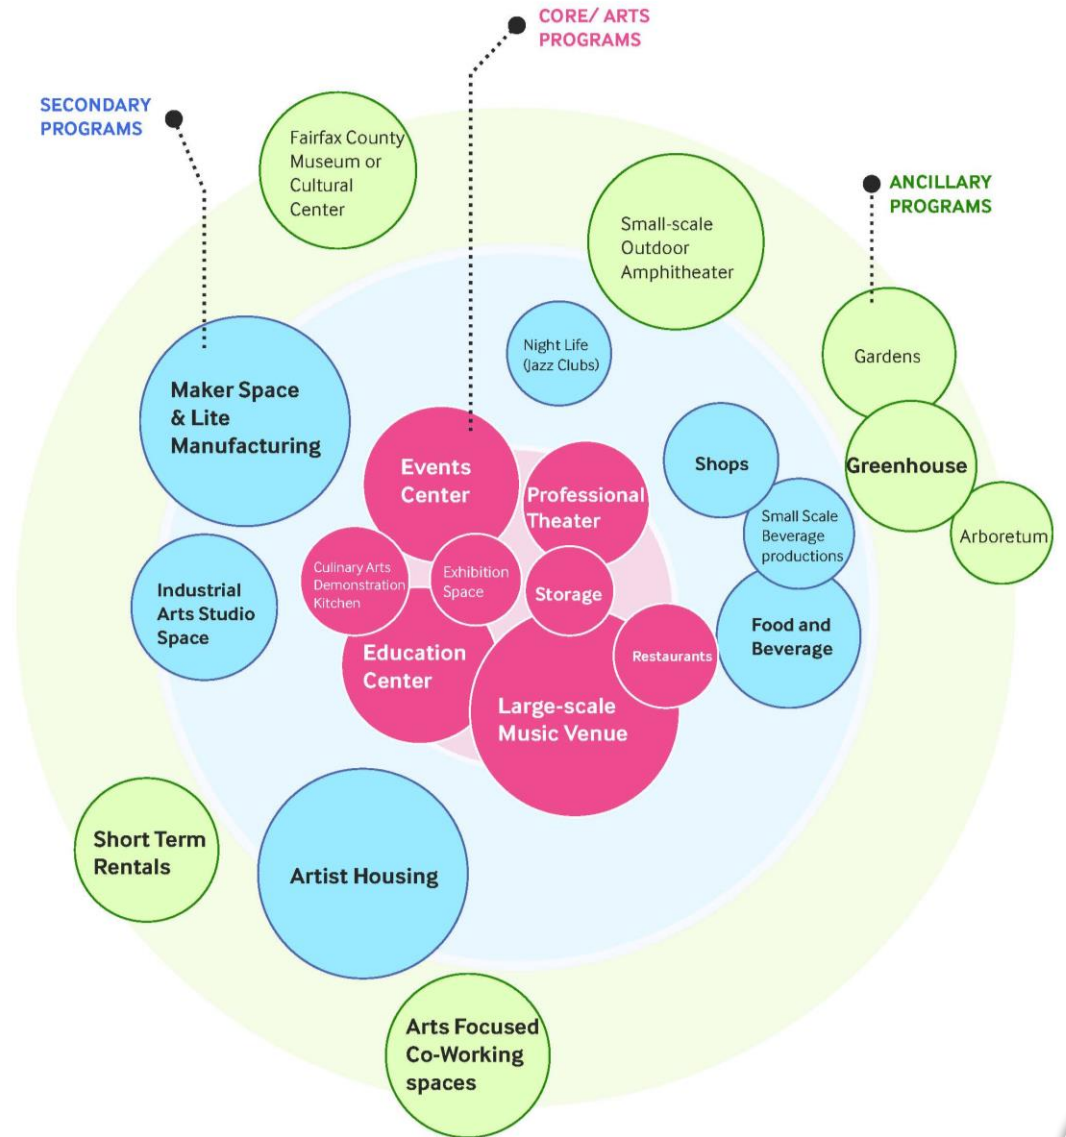 CORE/ ARTS
PROGRAMS
SECONDARY
PROGRAMS
Fairfax County
Museum or
Cultural
Center
ANCILLARY
PROGRAMS
Small-scale
Outdoor
Amphitheater
Night Life
(Jazz Clubs)
Gardens
Maker Space
& Lite
Manufacturing
Events
Center
Professional
Theater
Shops
Greenhouse
Small Scale
Beverage
productions
Arboretum
Culinary Arts
Demonstration
Kitchen
Exhibition
Space
Storage
Industrial
Arts Studio
Space
Education
Center
Restaurants
Food and
Beverage
Large-scale
Music Venue
Short Term
Rentals
Artist Housing
Arts Focused
Co-Working
spaces